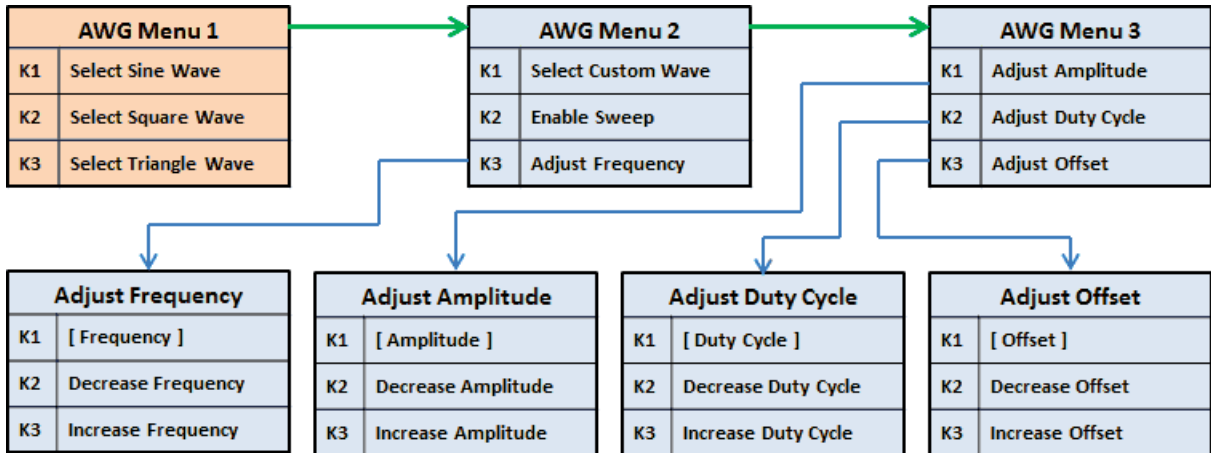 AWG Menu 1
K1 Select Sine Wave
K2 Select Square Wave
K3 Select Triangle Wave
AWG Menu 2
K1 Select Custom Wave
K2 Enable Sweep
K3 Adjust Frequency
AWG Menu 3
K1 Adjust Amplitude
K2 Adjust Duty Cycle
K3 Adjust Offset
Adjust Frequency
K1 [ Frequency ]
K2 Decrease Frequency
K3 Increase Frequency
Adjust Amplitude
K1 [ Amplitude ]
K2 Decrease Amplitude
K3 Increase Amplitude
Adjust Duty Cycle
K1 [ Duty Cycle ]
K2 Decrease Duty Cycle
K3 Increase Duty Cycle
Adjust Offset
K1 [ Offset ]
K2 Decrease Offset
K3 Increase Offset